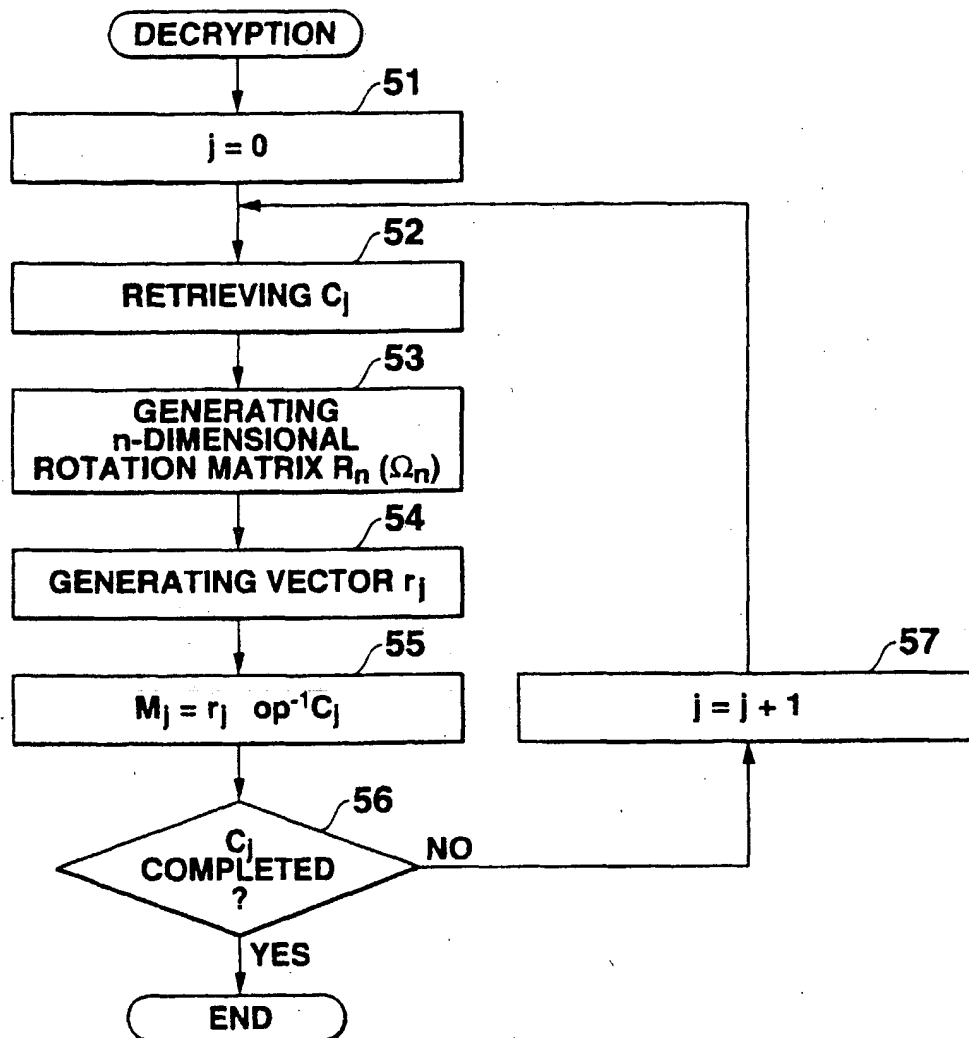 DECRYPTION
51
j = 0
52
RETRIEVING Cj
53
GENERATING
n-DIMENSIONAL
ROTATION MATRIX Rn (Ωn)
54
GENERATING VECTOR rj
55
Mj = rj op-1Cj
57
j = j + 1
56
Cj
COMPLETED
?
NO
YES
END